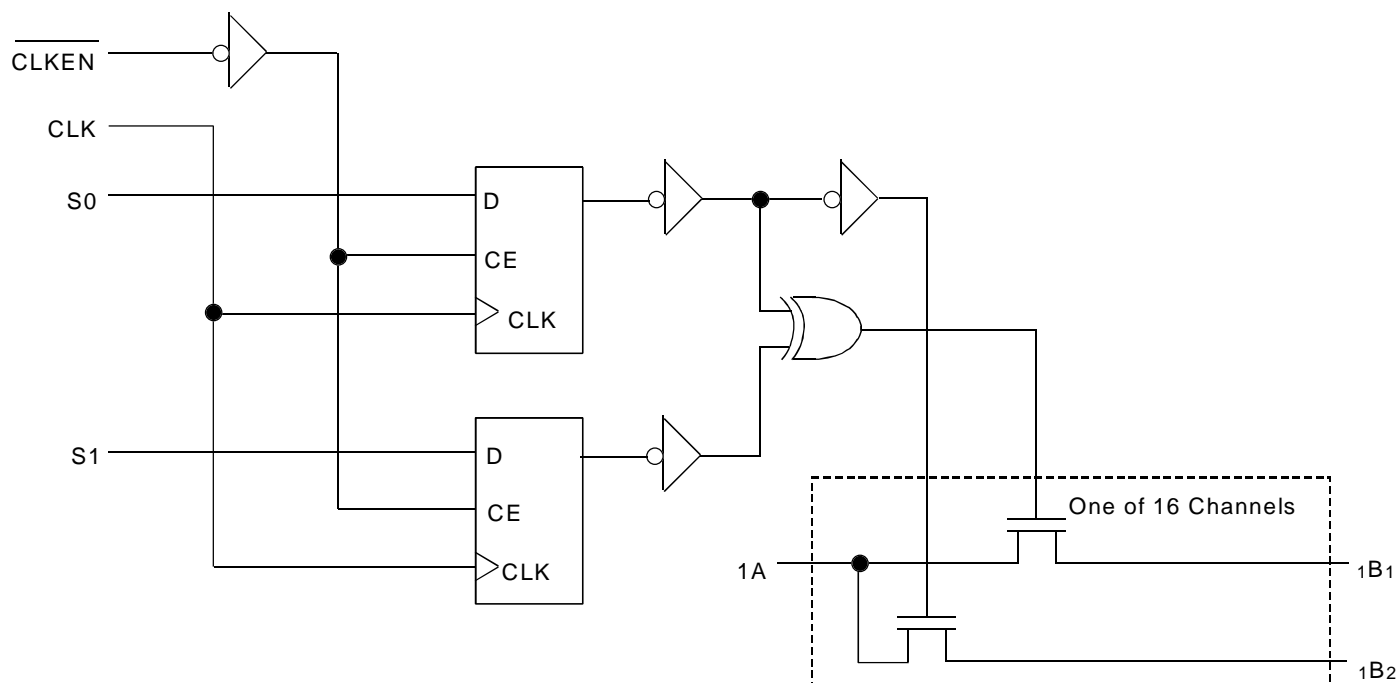 CLKEN
CLK
S0
D
CE
CLK
S1
D
CE
CLK
One of 16 Channels
1A
1B1
1B2